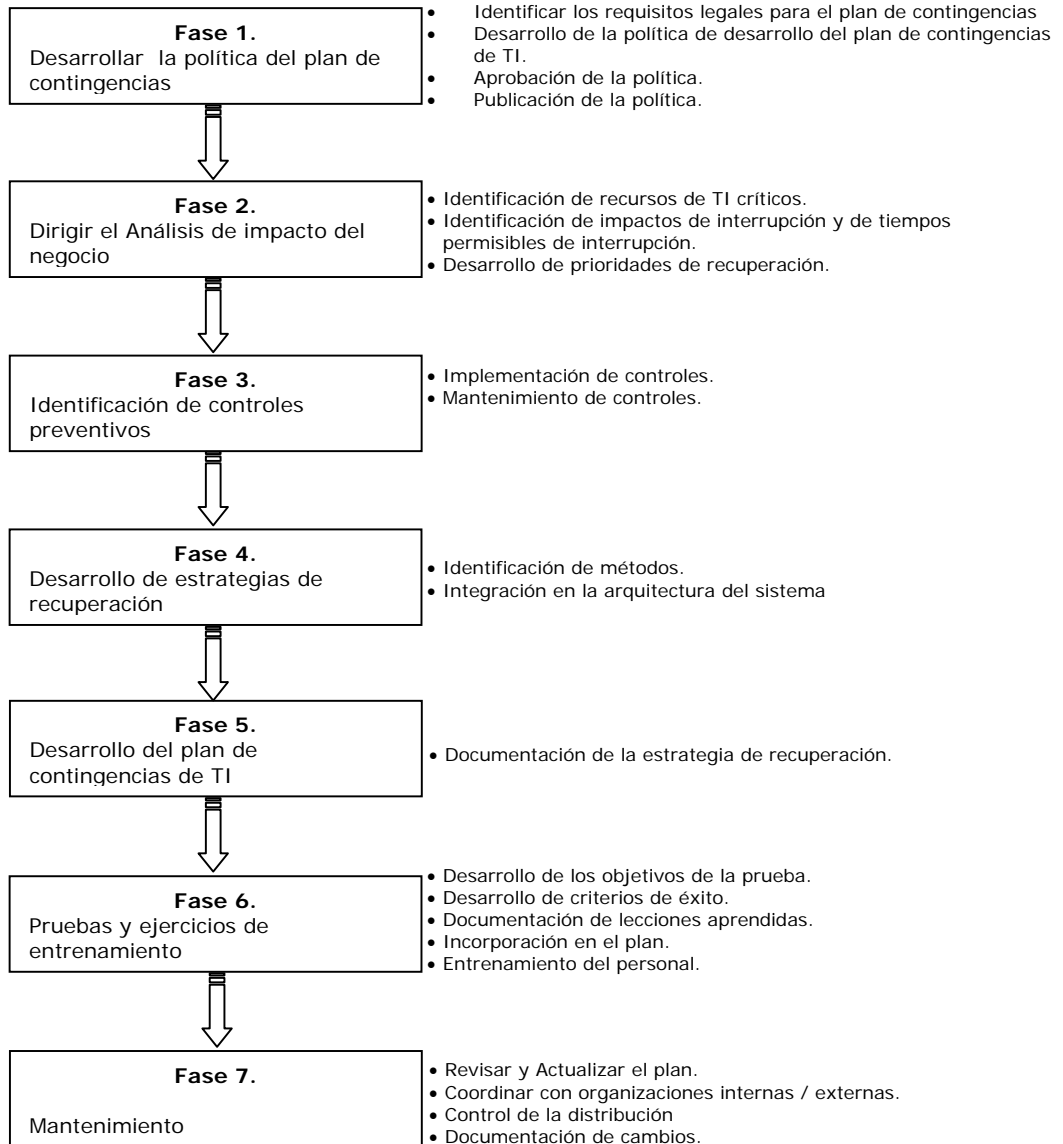 Fase 1.
Desarrollar la política del plan de
contingencias
• Identificar los requisitos legales para el plan de contingencias
• Desarrollo de la política de desarrollo del plan de contingencias
de TI.
• Aprobación de la política.
• Publicación de la política.
Fase 2.
Dirigir el Análisis de impacto del
negocio
• Identificación de recursos de TI críticos.
• Identificación de impactos de interrupción y de tiempos
permisibles de interrupción.
• Desarrollo de prioridades de recuperación.
Fase 3.
Identificación de controles
preventivos
• Implementación de controles.
• Mantenimiento de controles.
Fase 4.
Desarrollo de estrategias de
recuperación
• Identificación de métodos.
• Integración en la arquitectura del sistema
Fase 5.
Desarrollo del plan de
contingencias de TI
• Documentación de la estrategia de recuperación.
Fase 6.
Pruebas y ejercicios de
entrenamiento
• Desarrollo de los objetivos de la prueba.
• Desarrollo de criterios de éxito.
• Documentación de lecciones aprendidas.
• Incorporación en el plan.
• Entrenamiento del personal.
Fase 7.
Mantenimiento
• Revisar y Actualizar el plan.
• Coordinar con organizaciones internas / externas.
• Control de la distribución
• Documentación de cambios.